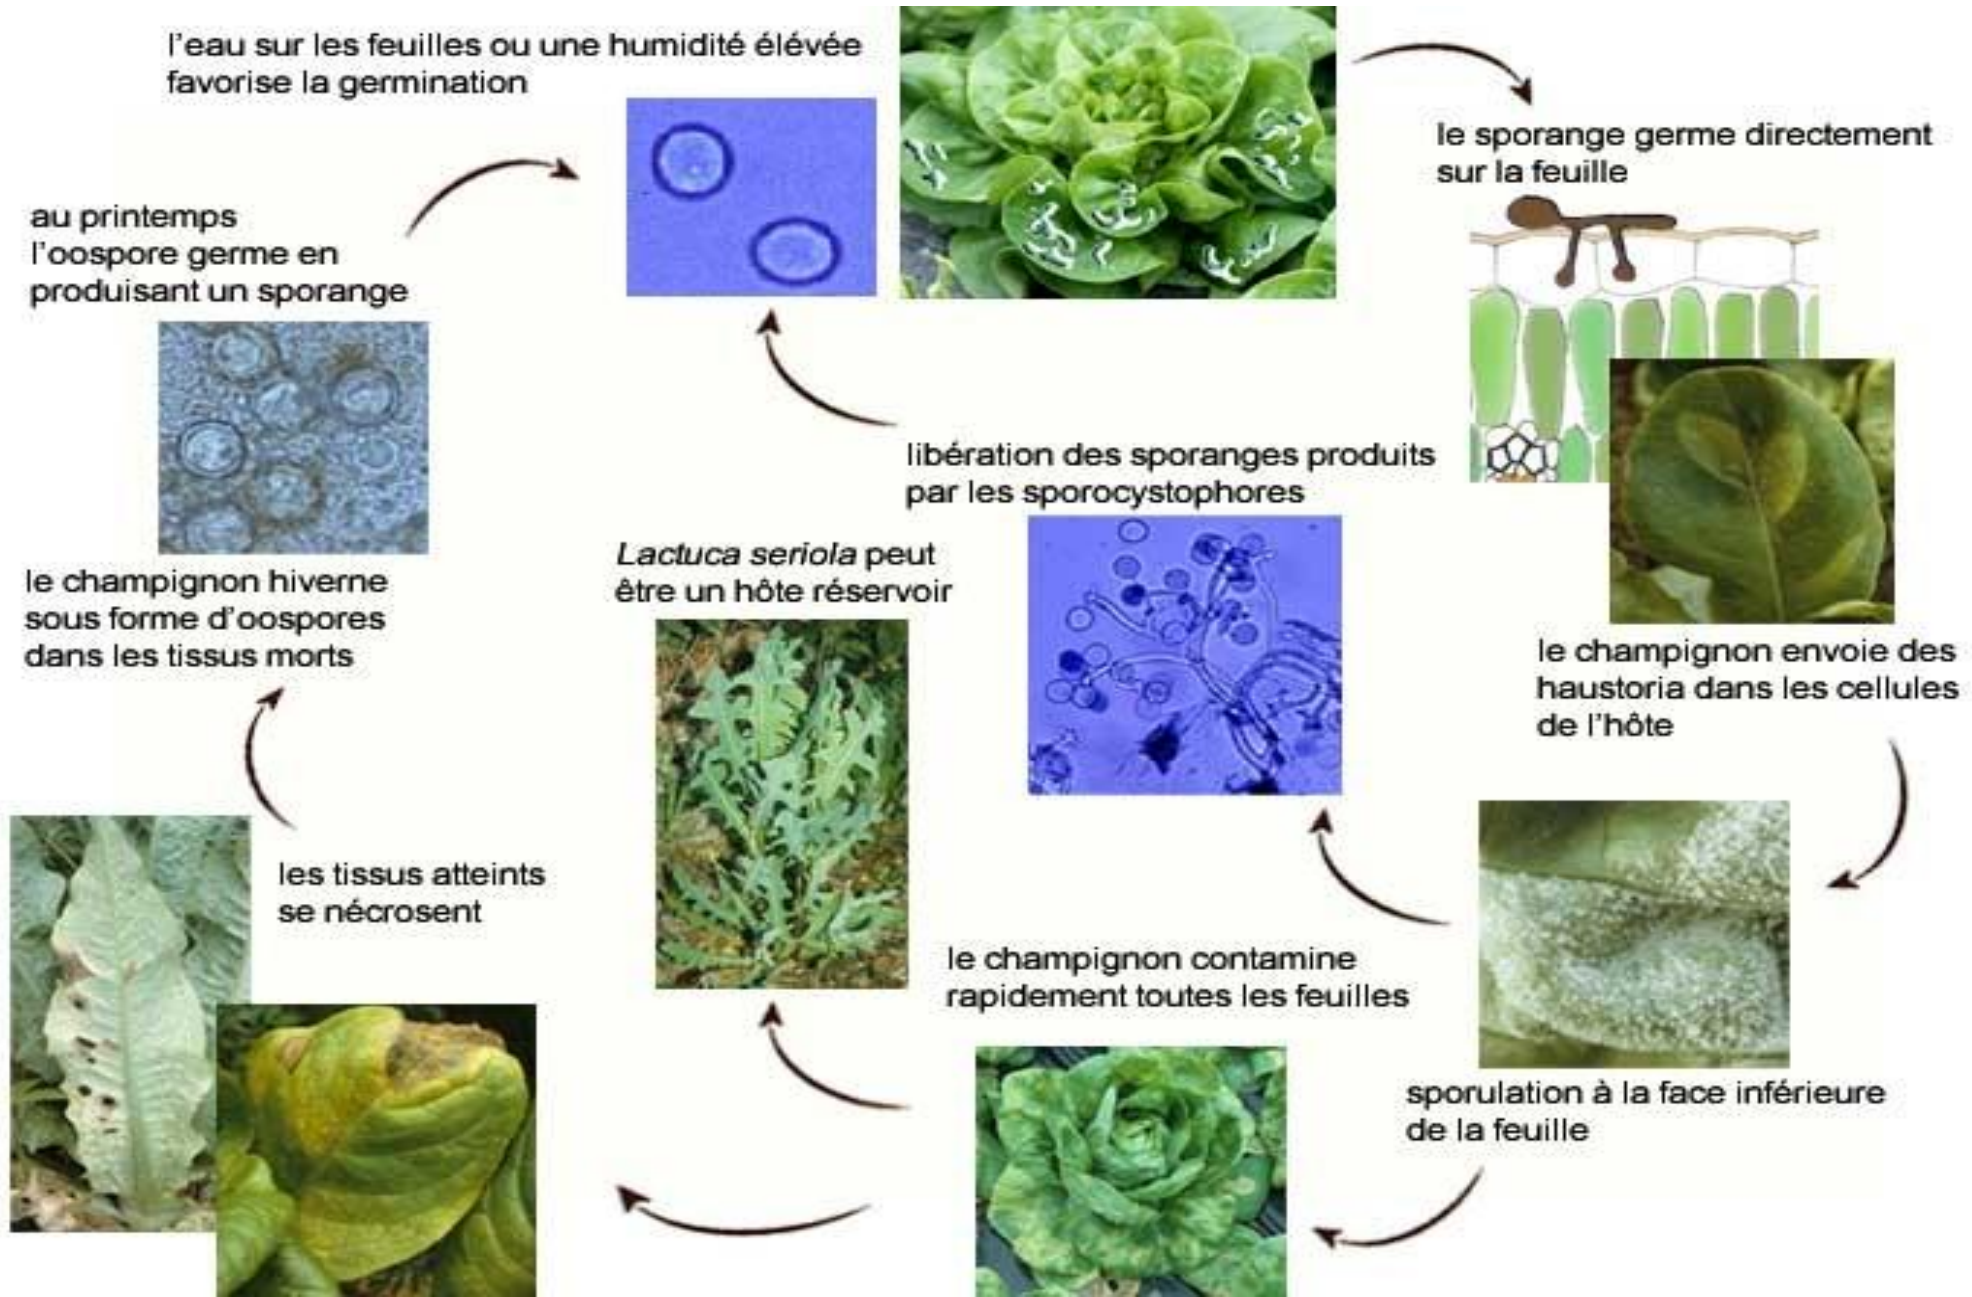 l'eau sur les feuilles ou une humidité élévée
favorise la germination
le sporange germe directement
sur la feuille
au printemps
l'oospore germe en
produisant un sporange
libération des sporanges produits
par les sporocystophores
Lactuca seriola peut
être un hôte réservoir
le champignon hiverne
sous forme d'oospores
dans les tissus morts
le champignon envoie des
haustoria dans les cellules
de l'hôte
les tissus atteints
se nécrosent
le champignon contamine
rapidement toutes les feuilles
sporulation à la face inférieure
de la feuille